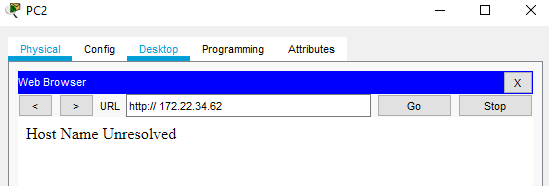 PC2
Physical Config Desktop Programming Attributes
Web Browser X
< > URL http:// 172.22.34.62 Go Stop
Host Name Unresolved